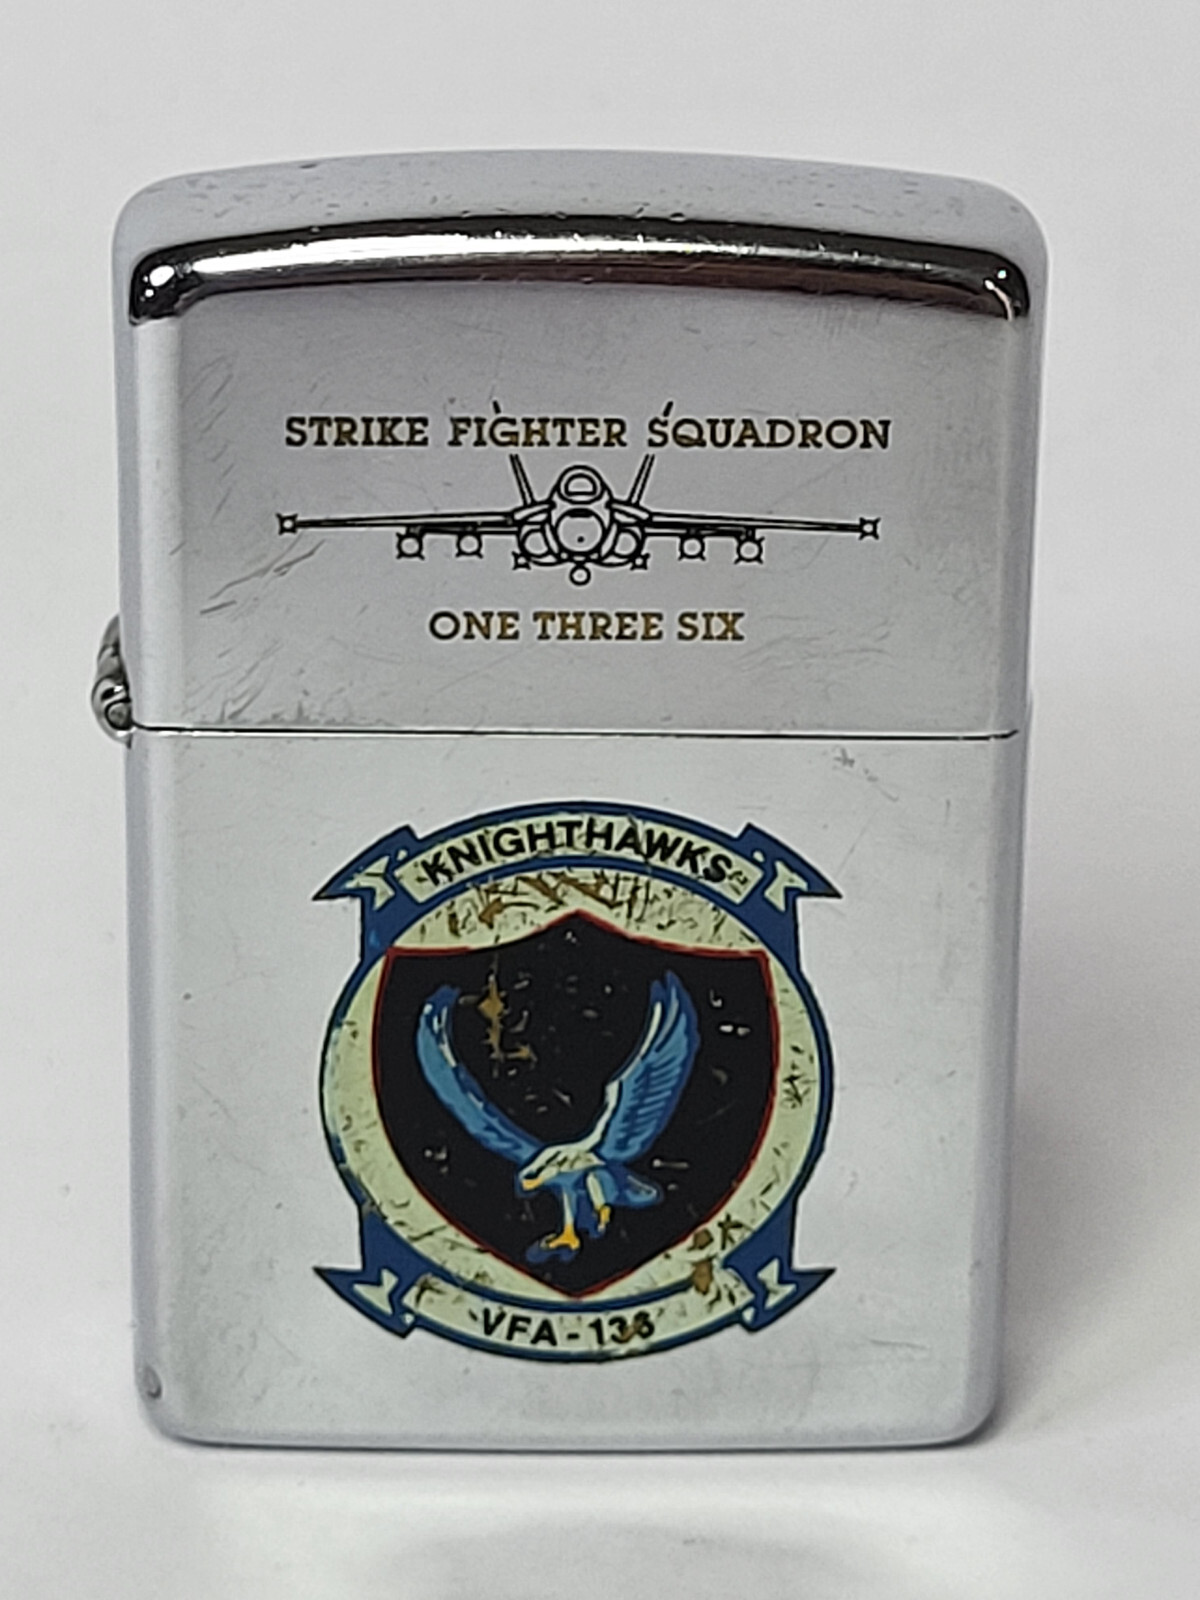 STRIKE FIGHTER SQUADRON
ONE THREE SIX
KNIGHTHAWKS
VFA-136